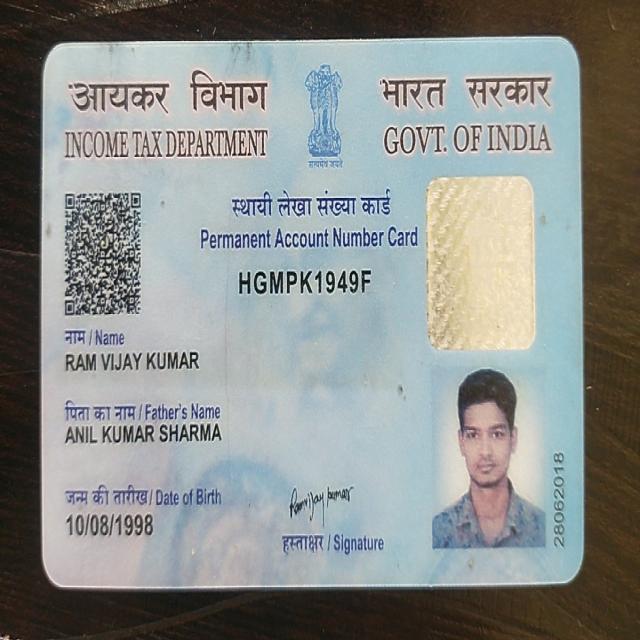 आयकर विभाग
INCOME TAX DEPARTMENT
सत्यमेव जयते
भारत सरकार
GOVT. OF INDIA
स्थायी लेखा संख्या कार्ड
Permanent Account Number Card
HGMPK1949F
नाम / Name
RAM VIJAY KUMAR
पिता का नाम / Father's Name
ANIL KUMAR SHARMA
जन्म की तारीख / Date of Birth
10/08/1998
Ram vijay kumar
हस्ताक्षर / Signature
28062018